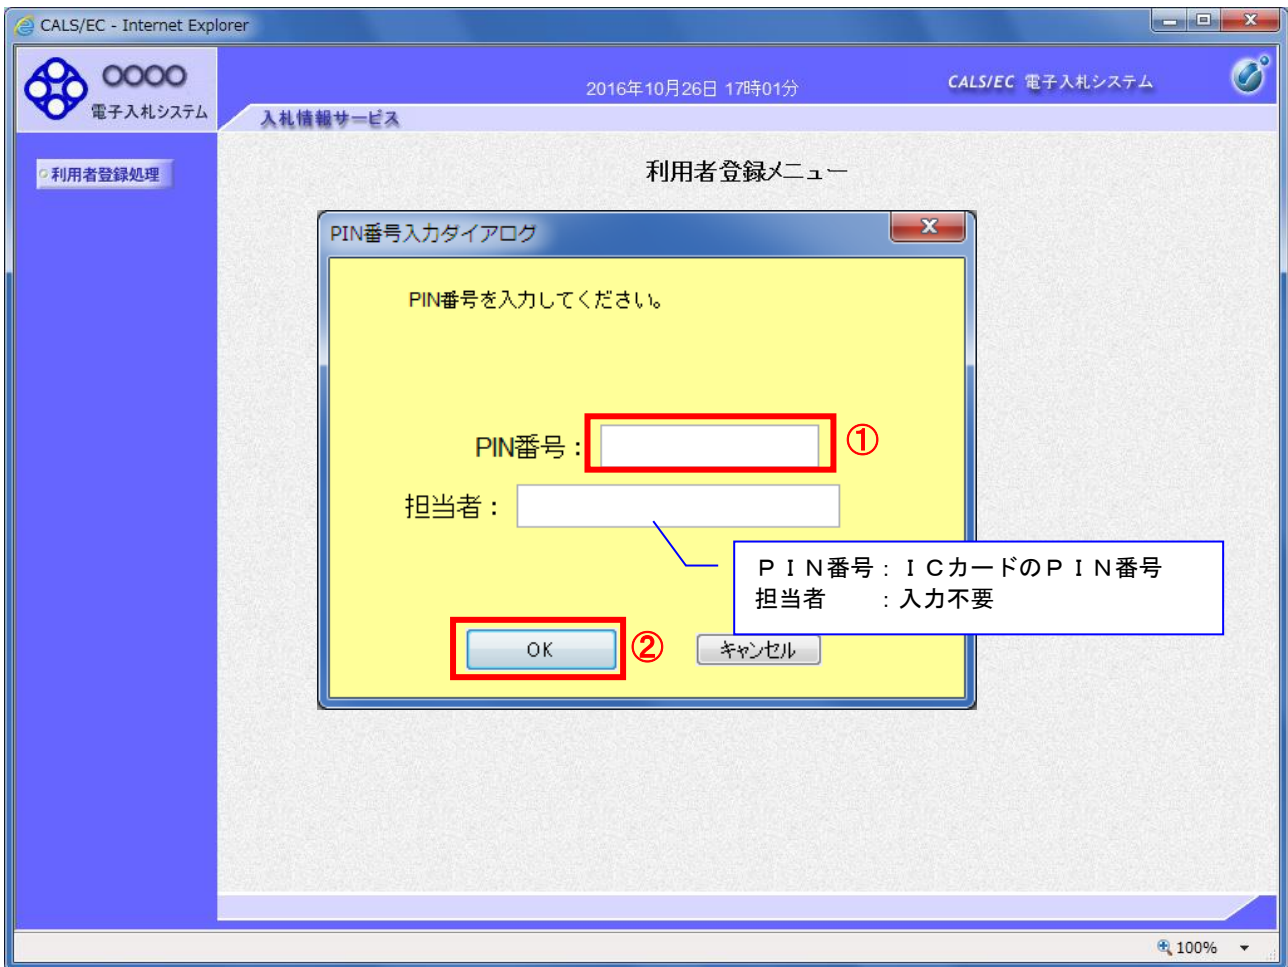 CALS/EC - Internet Explorer
OOOO
電子入札システム
2016年10月26日 17時01分
CALS/EC 電子入札システム
入札情報サービス
利用者登録処理
利用者登録メニュー
PIN番号入力ダイアログ
PIN番号を入力してください。
PIN番号：
①
担当者：
ＰＩＮ番号：ＩＣカードのＰＩＮ番号
担当者　　：入力不要
OK
②
キャンセル
100%